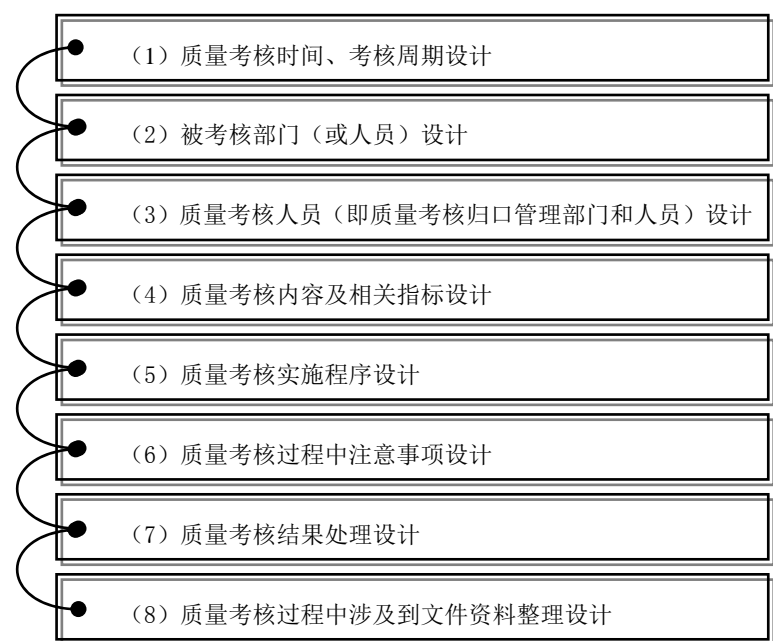 （1）质量考核时间、考核周期设计
（2）被考核部门（或人员）设计
（3）质量考核人员（即质量考核归口管理部门和人员）设计
（4）质量考核内容及相关指标设计
（5）质量考核实施程序设计
（6）质量考核过程中注意事项设计
（7）质量考核结果处理设计
（8）质量考核过程中涉及到文件资料整理设计